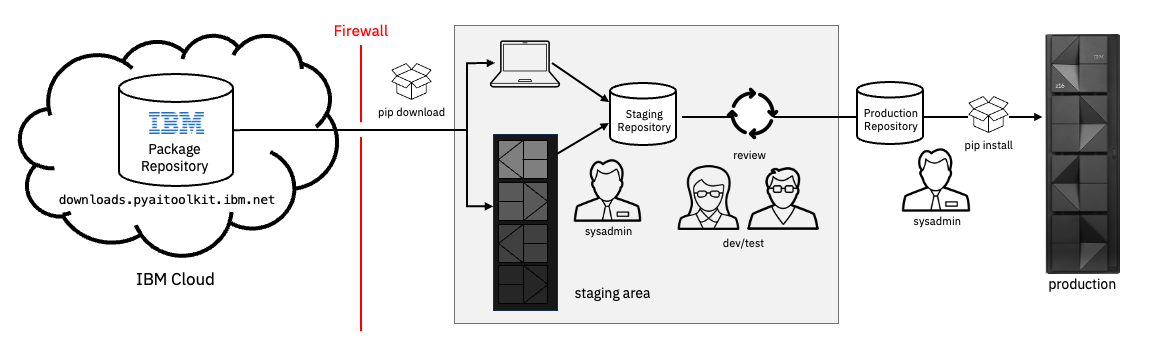 Firewall
IBM
Package
Repository
downloads.pyaitoolkit.ibm.net
IBM Cloud
pip download
Staging
Repository
review
sysadmin
dev/test
staging area
Production
Repository
pip install
sysadmin
IBM
z16
production